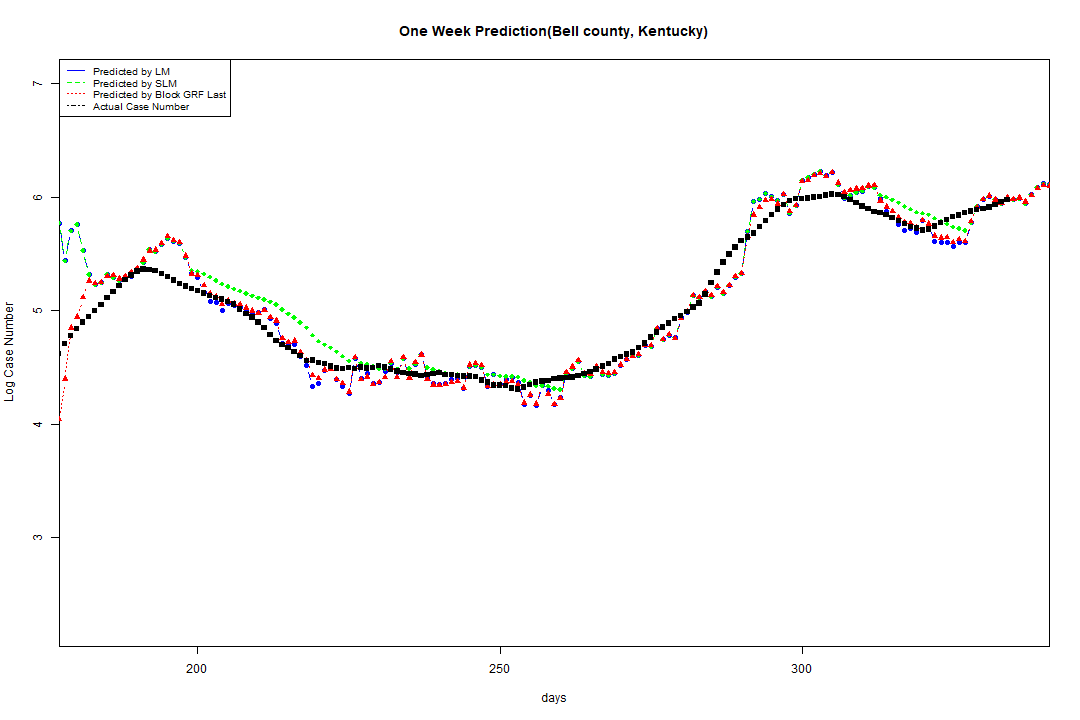 One Week Prediction(Bell county, Kentucky)
Predicted by LM
Predicted by SLM
Predicted by Block GRF Last
Actual Case Number
7
6
5
4
3
Log Case Number
200
250
300
days